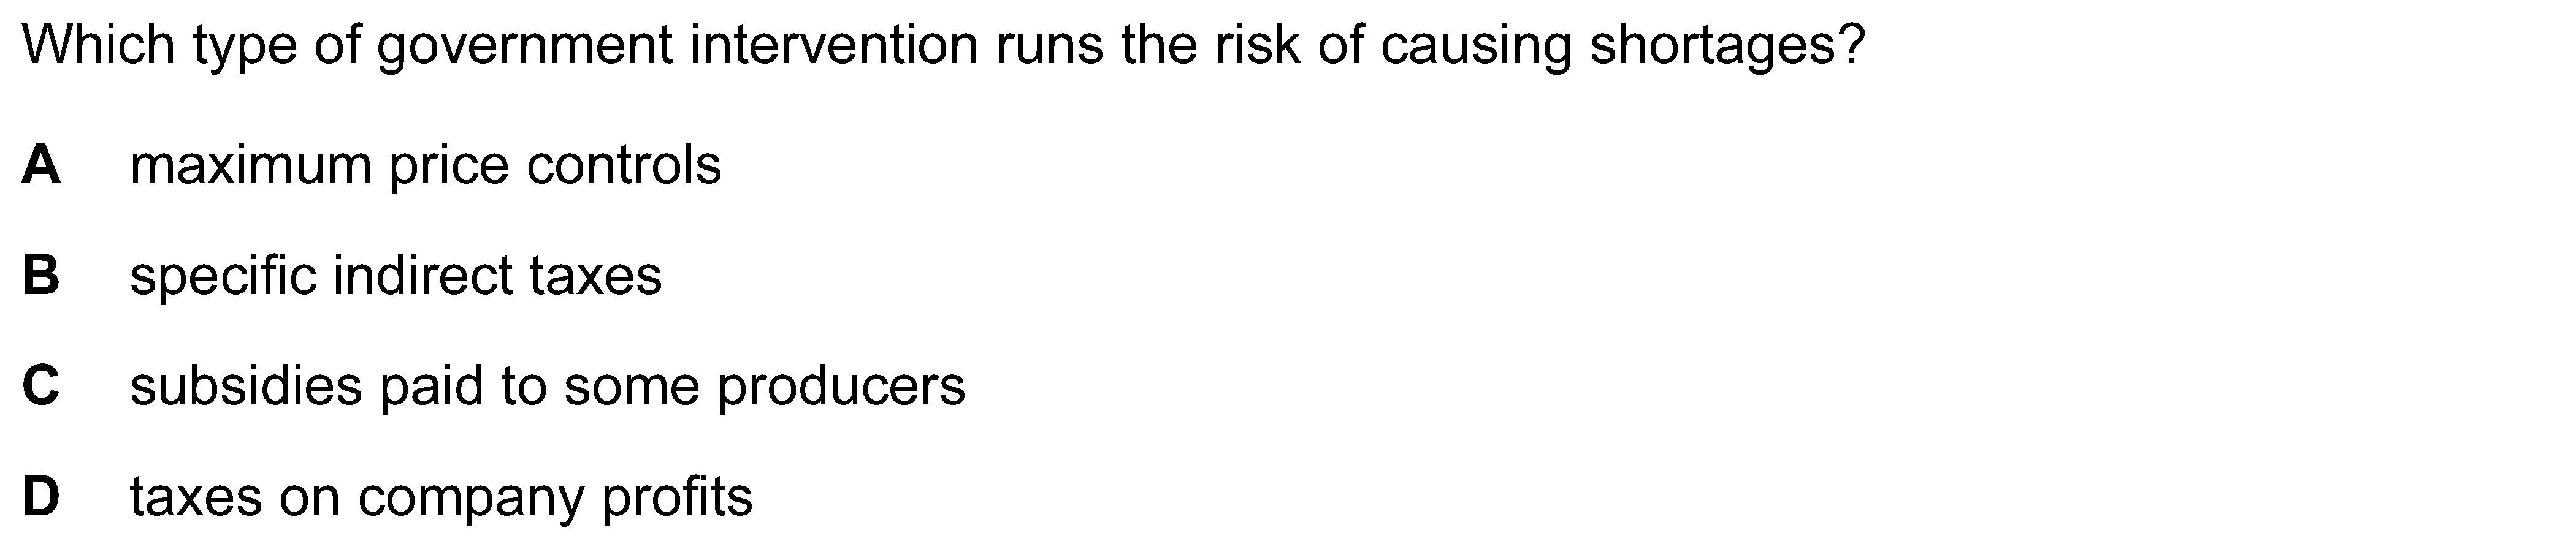 Which type of government intervention runs the risk of causing shortages?
A maximum price controls
B specific indirect taxes
C subsidies paid to some producers
D taxes on company profits